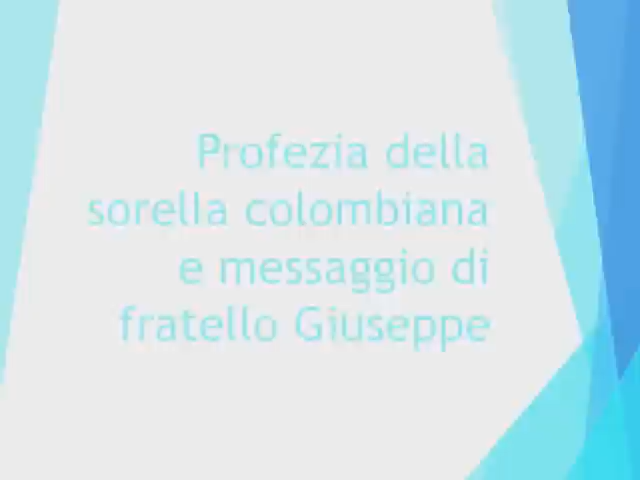 Profezia della
sorella colombiana
e messaggio di
fratello Giuseppe